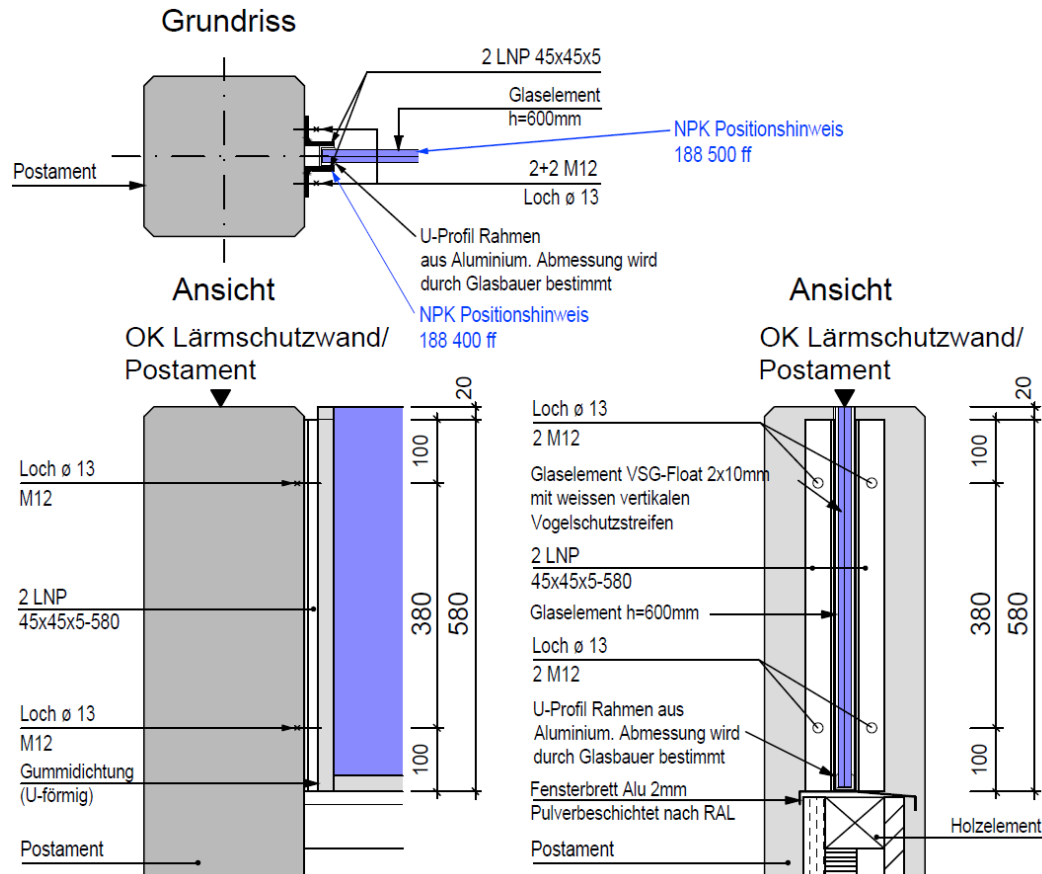 Grundriss
2 LNP 45x45x5
Glaselement
h=600mm
NPK Positionshinweis
188 500 ff
Postament
2+2 M12
Loch ø 13
U-Profil Rahmen
aus Aluminium. Abmessung wird
durch Glasbauer bestimmt
NPK Positionshinweis
188 400 ff
Ansicht
OK Lärmschutzwand/
Postament
20
100
Loch ø 13
M12
2 LNP
45x45x5-580
380
580
Loch ø 13
M12
100
Gummidichtung
(U-förmig)
Postament
Ansicht
OK Lärmschutzwand/
Postament
20
Loch ø 13
2 M12
100
Glaselement VSG-Float 2x10mm
mit weissen vertikalen
Vogelschutzstreifen
2 LNP
45x45x5-580
380
580
Glaselement h=600mm
Loch ø 13
2 M12
U-Profil Rahmen aus
Aluminium. Abmessung wird
durch Glasbauer bestimmt
100
Fensterbrett Alu 2mm
Pulverbeschichtet nach RAL
Holzelement
Postament